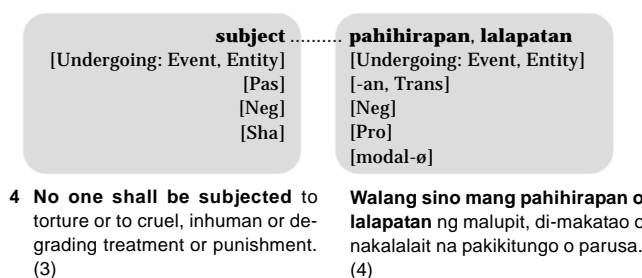 subject .......... pahihirapan, lalapatan
[Undergoing: Event, Entity] [Undergoing: Event, Entity]
[Pas] [-an, Trans]
[Neg] [Neg]
[Sha] [Pro]
[modal-ø]
4 No one shall be subjected to
torture or to cruel, inhuman or de-
grading treatment or punishment.
(3)
Walang sino mang pahihirapan o
lalapatan ng malupit, di-makatao o
nakalalait na pakikitungo o parusa.
(4)